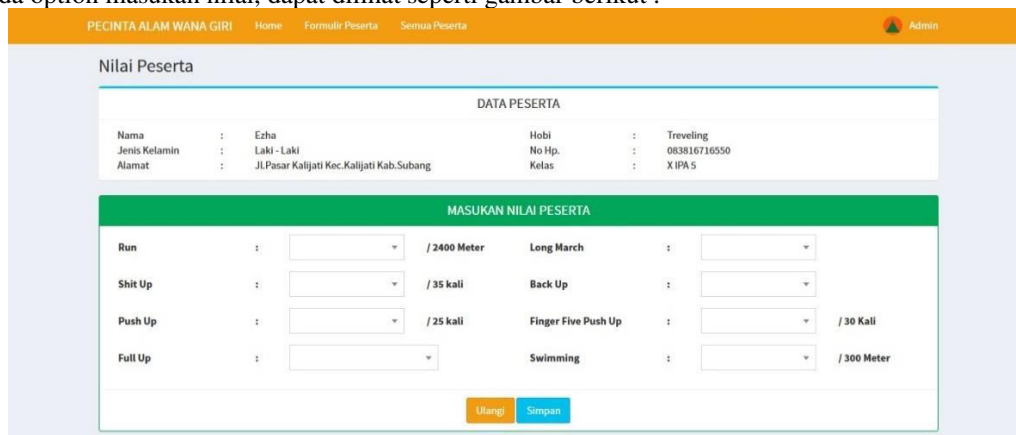 da option masukan nilai, dapat dilihat seperti gambar berikut :
PECINTA ALAM WANA GIRI Home Formulir Peserta Semua Peserta Admin
Nilai Peserta
DATA PESERTA
Nama : Ezha Hobi : Treveling
Jenis Kelamin : Laki - Laki No Hp. : 083816716550
Alamat : Jl.Pasar Kalijati Kec.Kalijati Kab.Subang Kelas : X IPA 5
MASUKAN NILAI PESERTA
Run : / 2400 Meter Long March :
Shit Up : / 35 kali Back Up :
Push Up : / 25 kali Finger Five Push Up : / 30 Kali
Full Up : Swimming : / 300 Meter
Ulangi Simpan